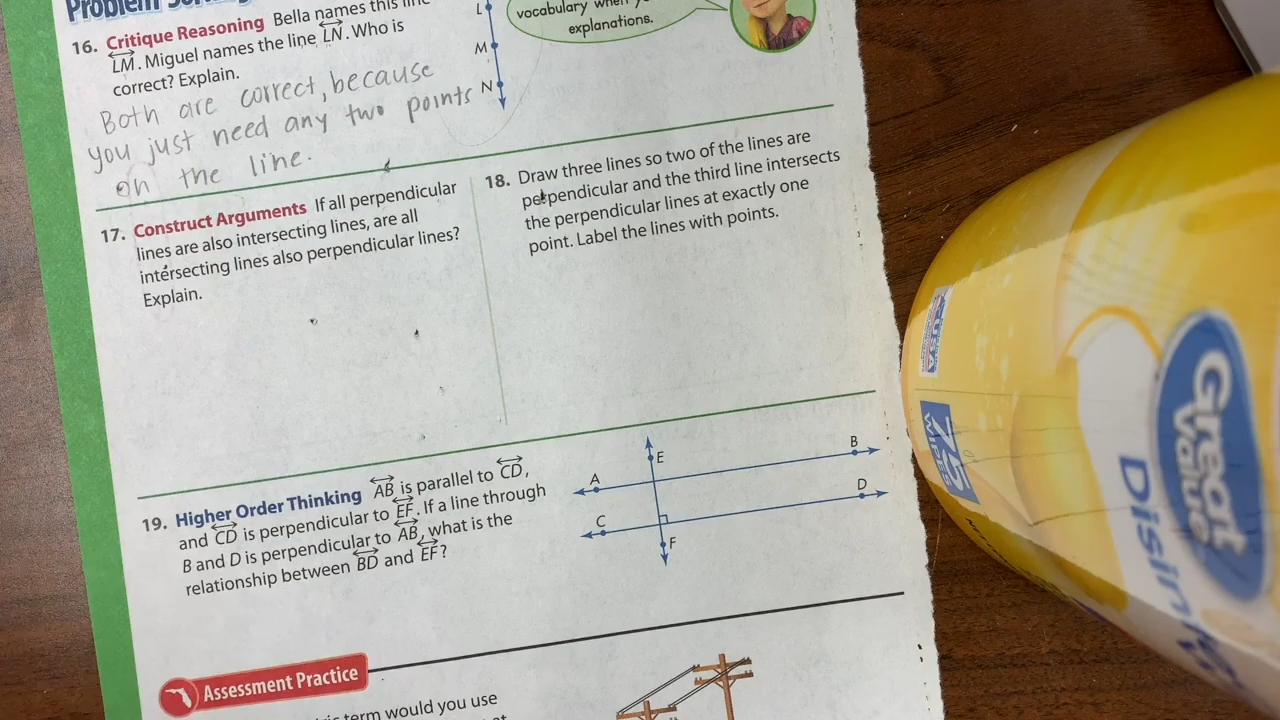 Problem Solving
16. Critique Reasoning Bella names this line
LM. Miguel names the line LN. Who is
correct? Explain.
Both are correct, because
you just need any two points
on the line.
L
M
N
vocabulary when
explanations.
17. Construct Arguments If all perpendicular
lines are also intersecting lines, are all
intersecting lines also perpendicular lines?
Explain.
18. Draw three lines so two of the lines are
perpendicular and the third line intersects
the perpendicular lines at exactly one
point. Label the lines with points.
19. Higher Order Thinking AB is parallel to CD,
and CD is perpendicular to EF. If a line through
B and D is perpendicular to AB, what is the
relationship between BD and EF?
E
B
A
D
C
F
Assessment Practice
term would you use
Great
Value
Disin
75
WIPES
USA